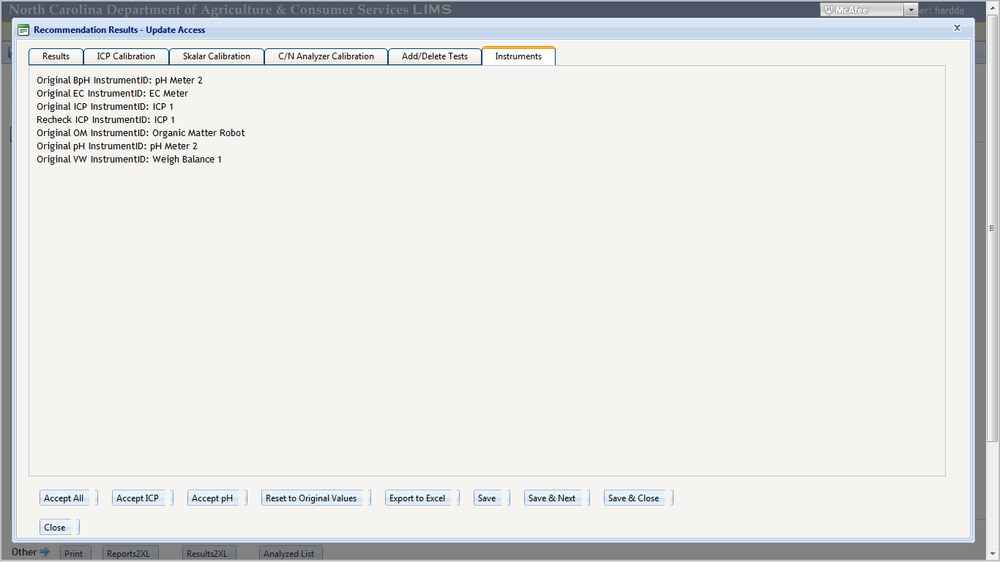 North Carolina Department of Agriculture & Consumer Services LIMS
McAfee
ser: hardda
Recommendation Results - Update Access
x
Results
ICP Calibration
Skalar Calibration
C/N Analyzer Calibration
Add/Delete Tests
Instruments
Original BpH InstrumentID: pH Meter 2
Original EC InstrumentID: EC Meter
Original ICP InstrumentID: ICP 1
Recheck ICP InstrumentID: ICP 1
Original OM InstrumentID: Organic Matter Robot
Original pH InstrumentID: pH Meter 2
Original VW InstrumentID: Weigh Balance 1
Accept All
Accept ICP
Accept pH
Reset to Original Values
Export to Excel
Save
Save & Next
Save & Close
Close
Other
Print
Reports2XL
Results2XL
Analyzed List